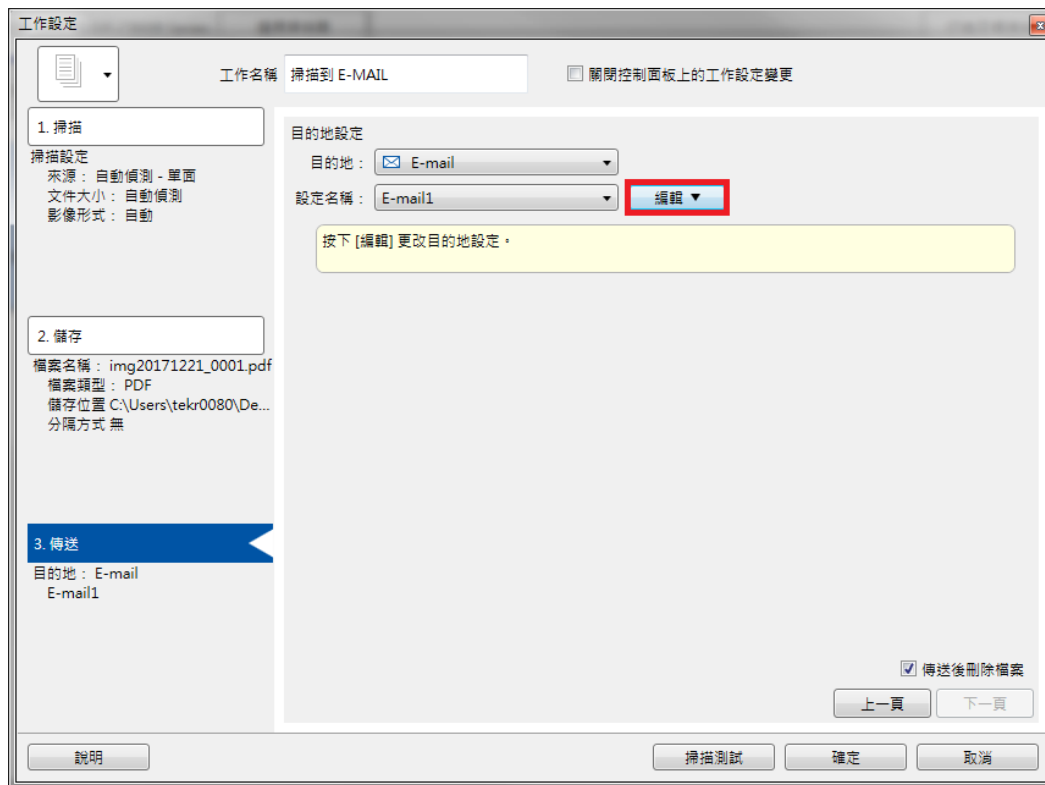 工作設定
工作名稱 掃描到 E-MAIL 關閉控制面板上的工作設定變更
1. 掃描
掃描設定
來源： 自動偵測 - 單面
文件大小： 自動偵測
影像形式： 自動
2. 儲存
檔案名稱： img20171221_0001.pdf
檔案類型： PDF
儲存位置 C:\Users\tekr0080\De...
分隔方式 無
3. 傳送
目的地： E-mail
E-mail1
目的地設定
目的地： E-mail
設定名稱： E-mail1 編輯 ▼
按下 [編輯] 更改目的地設定。
傳送後刪除檔案
上一頁 下一頁
說明 掃描測試 確定 取消